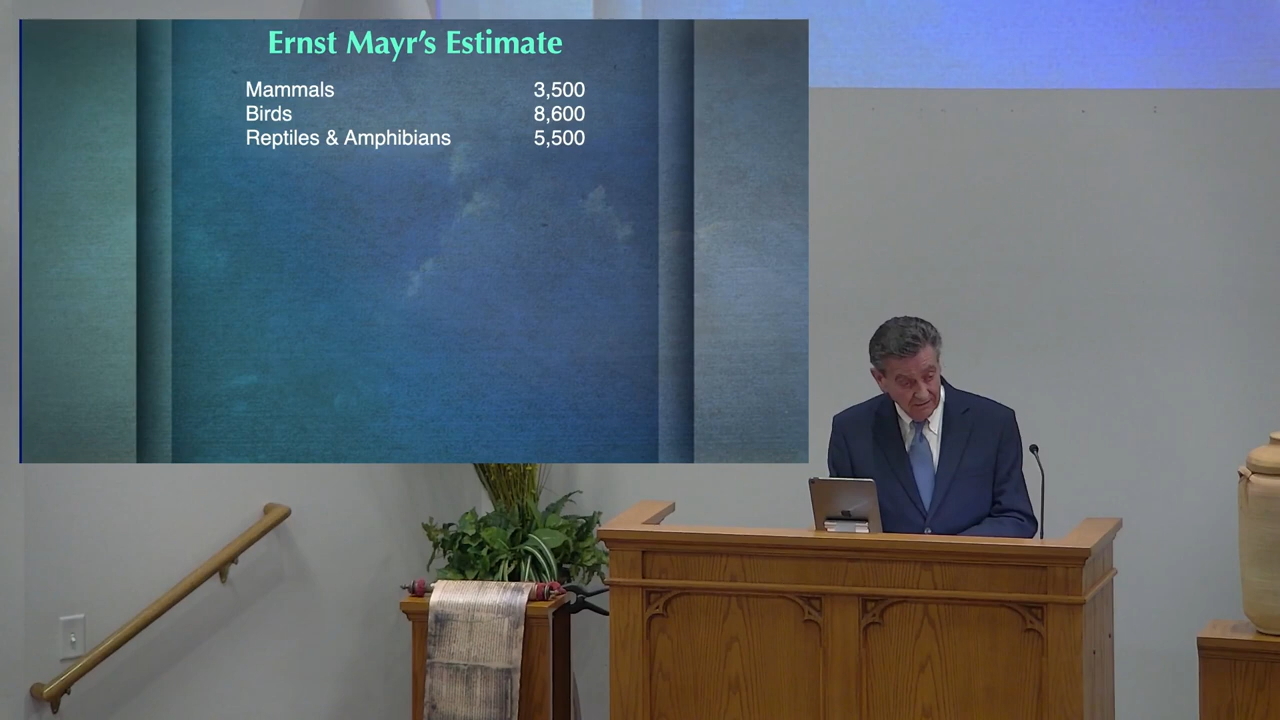 Ernst Mayr’s Estimate
Mammals 3,500
Birds 8,600
Reptiles & Amphibians 5,500